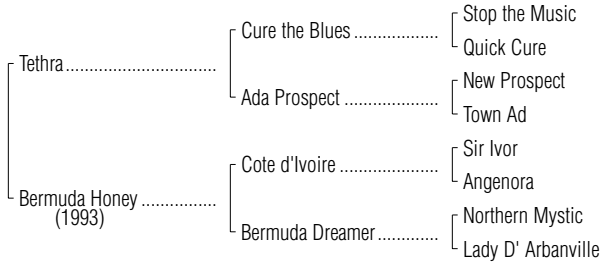 Stop the Music
Cure the Blues ..................
Quick Cure
Tethra................................
New Prospect
Ada Prospect ....................
Town Ad
Sir Ivor
Cote d'Ivoire .....................
Angenora
Bermuda Honey ................
(1993)
Northern Mystic
Bermuda Dreamer.............
Lady D' Arbanville